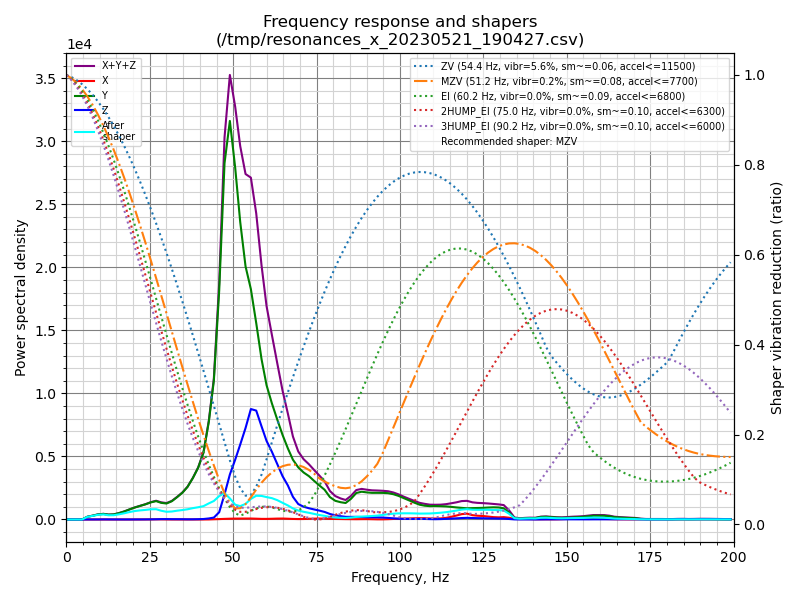 Frequency response and shapers
(/tmp/resonances_x_20230521_190427.csv)
1e4
X+Y+Z
X
Y
Z
After
shaper
ZV (54.4 Hz, vibr=5.6%, sm~=0.06, accel<=11500)
MZV (51.2 Hz, vibr=0.2%, sm~=0.08, accel<=7700)
EI (60.2 Hz, vibr=0.0%, sm~=0.09, accel<=6800)
2HUMP_EI (75.0 Hz, vibr=0.0%, sm~=0.10, accel<=6300)
3HUMP_EI (90.2 Hz, vibr=0.0%, sm~=0.10, accel<=6000)
Recommended shaper: MZV
3.5
3.0
2.5
2.0
1.5
1.0
0.5
0.0
Power spectral density
1.0
0.8
0.6
0.4
0.2
0.0
Shaper vibration reduction (ratio)
0 25 50 75 100 125 150 175 200
Frequency, Hz